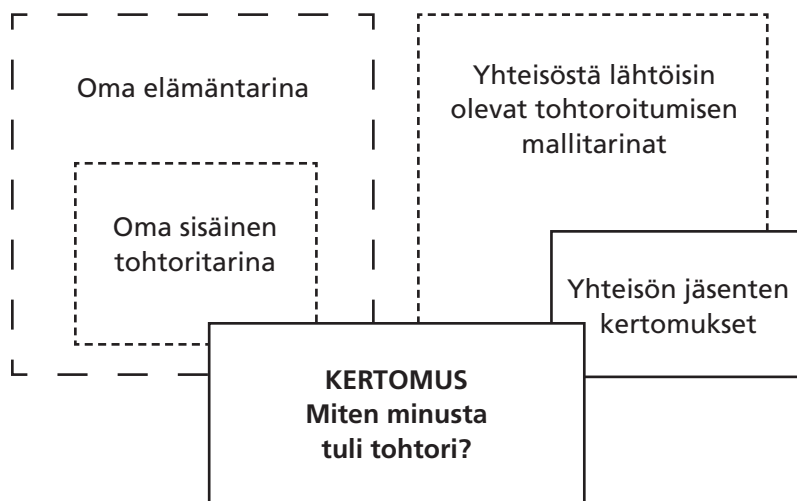 Oma elämäntarina
Oma sisäinen
tohtoritarina
Yhteisöstä lähtöisin
olevat tohtoroitumisen
mallitarinat
Yhteisön jäsenten
kertomukset
KERTOMUS
Miten minusta
tuli tohtori?